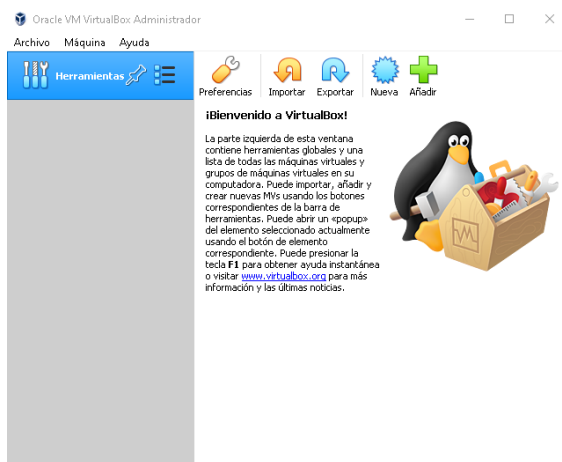 Oracle VM VirtualBox Administrador
Archivo Máquina Ayuda
Herramientas
Preferencias Importar Exportar Nueva Añadir
¡Bienvenido a VirtualBox!
La parte izquierda de esta ventana
contiene herramientas globales y una
lista de todas las máquinas virtuales y
grupos de máquinas virtuales en su
computadora. Puede importar, añadir y
crear nuevas MVs usando los botones
correspondientes de la barra de
herramientas. Puede abrir un «popup»
del elemento seleccionado actualmente
usando el botón de elemento
correspondiente. Puede presionar la
tecla F1 para obtener ayuda instantánea
o visitar www.virtualbox.org para más
información y las últimas noticias.